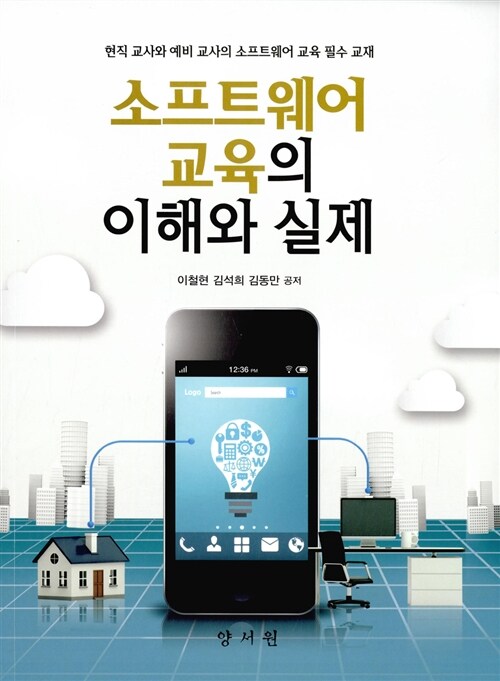 현직 교사와 예비 교사의 소프트웨어 교육 필수 교재
소프트웨어
교육의
이해와 실제
이철현 김석희 김동만 공저
12:36 PM
Logo
Search
양서원